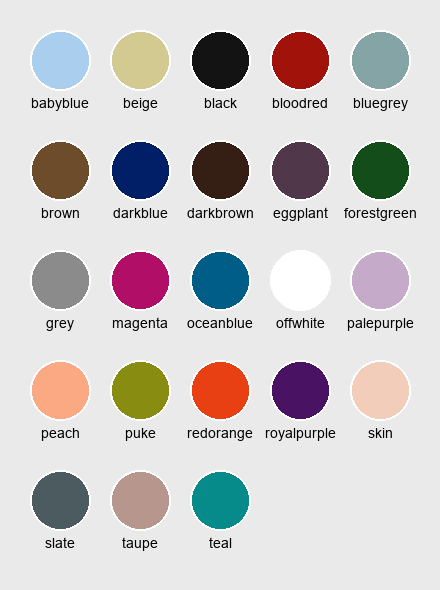 babyblue beige black bloodred bluegrey
brown darkblue darkbrown eggplant forestgreen
grey magenta oceanblue offwhite palepurple
peach puke redorange royalpurple skin
slate taupe teal